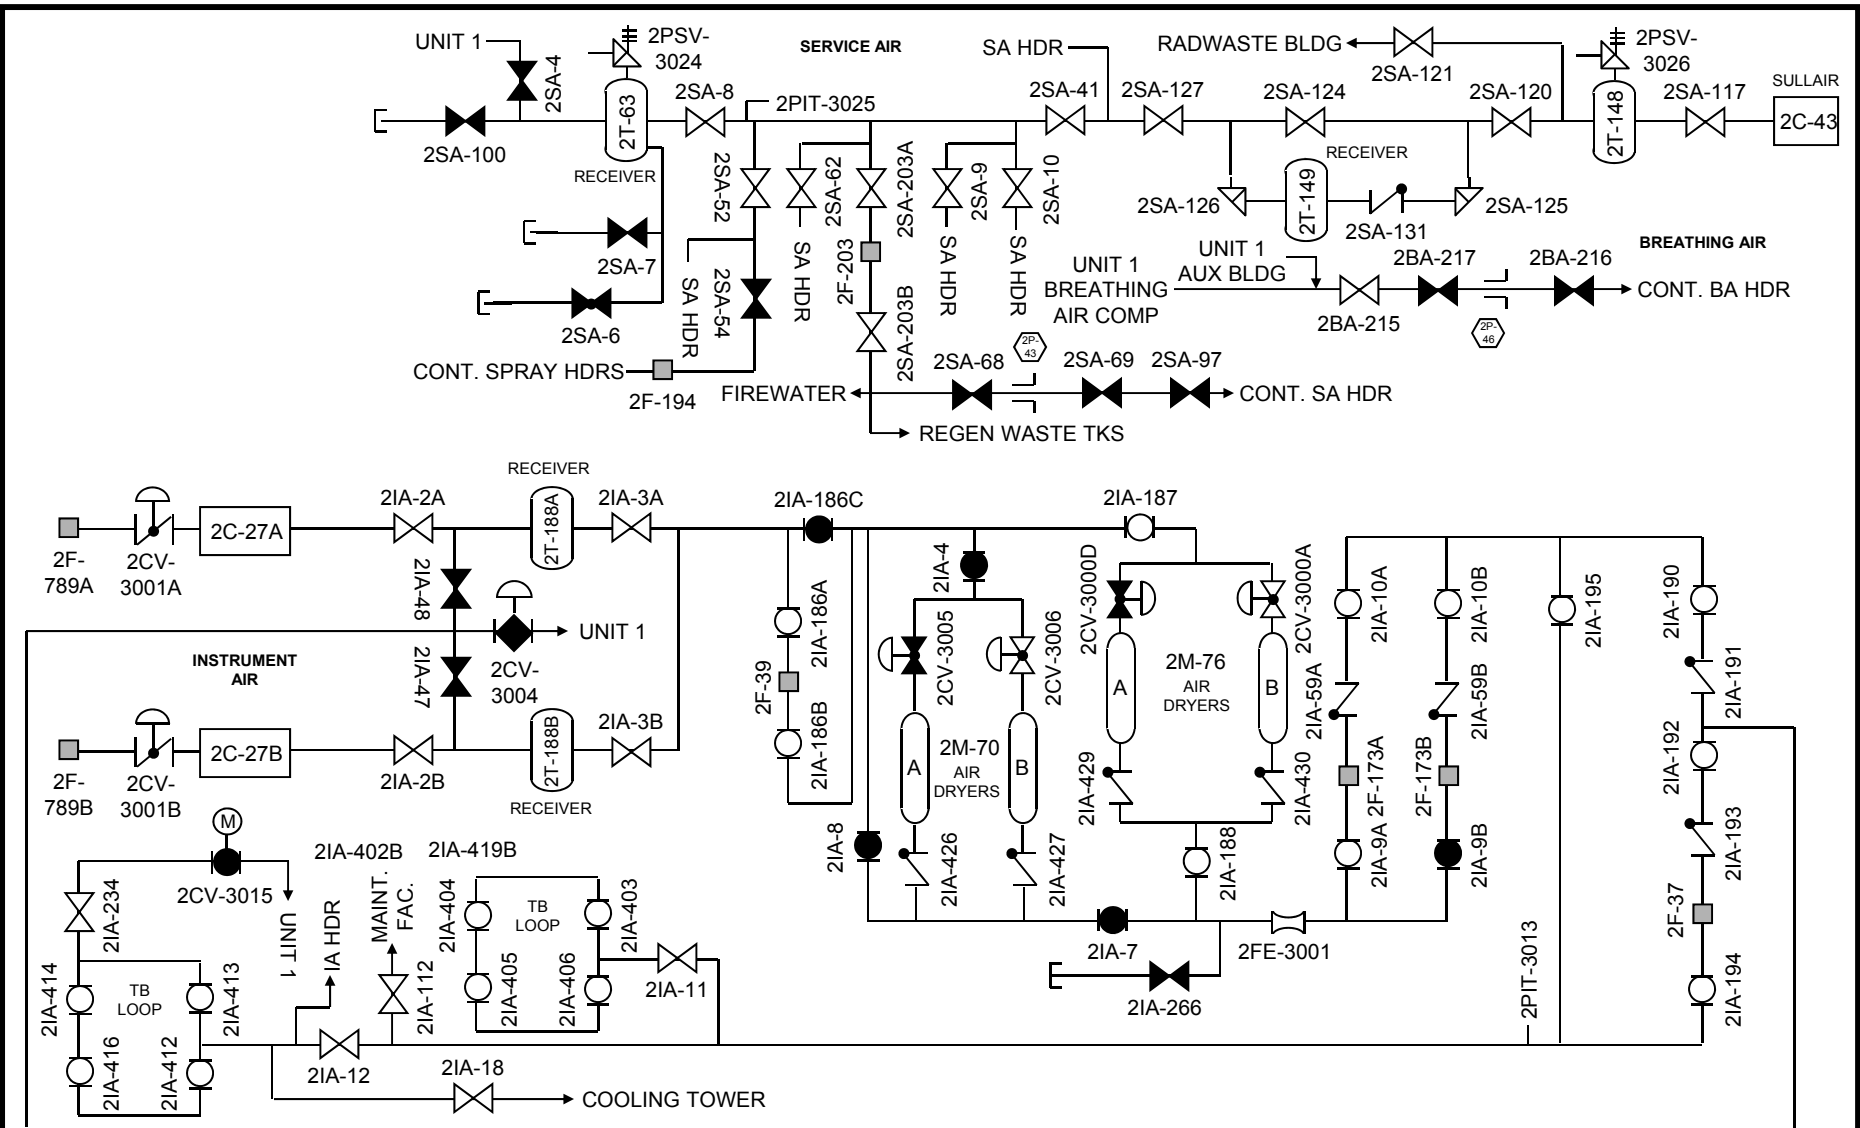 UNIT 1
2SA-4
2PSV-
3024
SERVICE AIR
SA HDR
RADWASTE BLDG
2SA-121
2PSV-
3026
SULLAIR
2C-43
2SA-100
2T-63
RECEIVER
2SA-8
2PIT-3025
2SA-41
2SA-127
2SA-124
2SA-120
2T-148
2SA-117
RECEIVER
2SA-52
2SA-62
2SA-203A
2SA-9
2SA-10
2SA-126
2T-149
2SA-131
2SA-125
2SA-7
2SA-6
SA HDR
2SA-54
SA HDR
2F-203
2SA-203B
SA HDR
SA HDR
UNIT 1
BREATHING
AIR COMP
UNIT 1
AUX BLDG
2BA-215
2BA-217
2P-
46
2BA-216
BREATHING AIR
CONT. BA HDR
CONT. SPRAY HDRS
2F-194
FIREWATER
2SA-68
2P-
43
2SA-69
2SA-97
CONT. SA HDR
REGEN WASTE TKS
2F-
789A
2CV-
3001A
2C-27A
2IA-2A
RECEIVER
2T-188A
2IA-3A
2IA-48
UNIT 1
2CV-
3004
INSTRUMENT
AIR
2IA-47
2F-
789B
2CV-
3001B
2C-27B
2IA-2B
2T-188B
RECEIVER
2IA-3B
2IA-186C
2IA-186A
2F-39
2IA-186B
2IA-4
2CV-3005
2CV-3006
A
2M-70
AIR
DRYERS
B
2IA-8
2IA-426
2IA-427
2IA-187
2CV-3000D
2CV-3000A
A
2M-76
AIR
DRYERS
B
2IA-429
2IA-430
2IA-188
2IA-7
2IA-266
2FE-3001
2IA-10A
2IA-59A
2F-173A
2IA-9A
2IA-10B
2IA-59B
2F-173B
2IA-9B
2IA-195
2IA-190
2IA-191
2IA-192
2IA-193
2F-37
2IA-194
2PIT-3013
M
2CV-3015
2IA-234
UNIT 1
2IA-414
TB
LOOP
2IA-413
2IA-416
2IA-412
IA HDR
2IA-402B
MAINT.
FAC.
2IA-112
2IA-12
2IA-419B
2IA-404
TB
LOOP
2IA-403
2IA-405
2IA-406
2IA-11
2IA-18
COOLING TOWER